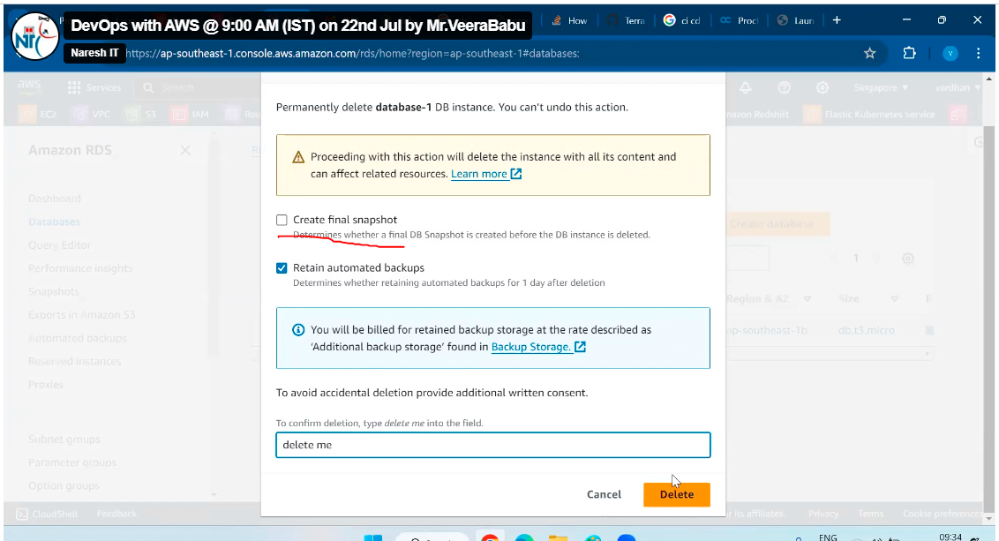 DevOps with AWS @ 9:00 AM (IST) on 22nd Jul by Mr.VeeraBabu
How
Terra
ci cd
Proct
Laun
Naresh IT
https://ap-southeast-1.console.aws.amazon.com/rds/home?region=ap-southeast-1#databases:
aws
Services
Search
Singapore
vardhan
EC2
VPC
S3
IAM
Rou
mazon Redshift
Elastic Kubernetes Service
Amazon RDS
Dashboard
Databases
Query Editor
Performance insights
Snapshots
Exports in Amazon S3
Automated backups
Reserved instances
Proxies
Subnet groups
Parameter groups
Option groups
Permanently delete database-1 DB instance. You can't undo this action.
Proceeding with this action will delete the instance with all its content and
can affect related resources. Learn more
Create final snapshot
Determines whether a final DB Snapshot is created before the DB instance is deleted.
Retain automated backups
Determines whether retaining automated backups for 1 day after deletion
You will be billed for retained backup storage at the rate described as
'Additional backup storage' found in Backup Storage.
To avoid accidental deletion provide additional written consent.
To confirm deletion, type delete me into the field.
delete me
Cancel
Delete
Create database
1
Region & AZ
Size
ap-southeast-1b
db.t3.micro
CloudShell
Feedback
or its affiliates.
Privacy
Terms
Cookie preferences
ENG
09:34